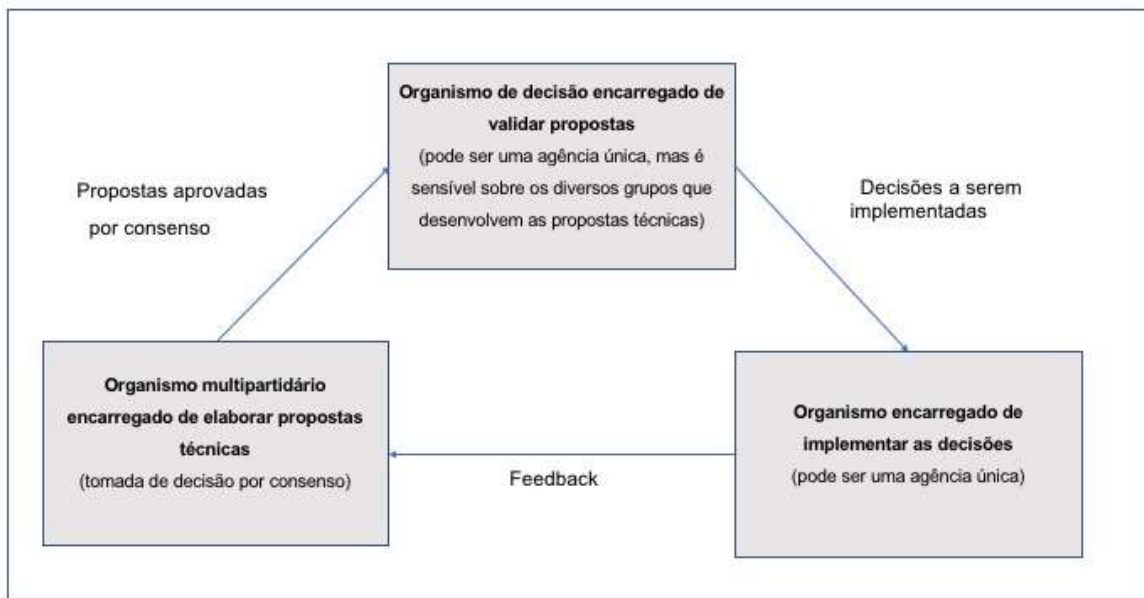 Organismo de decisão encarregado de
validar propostas
(pode ser uma agência única, mas é
sensível sobre os diversos grupos que
desenvolvem as propostas técnicas)
Propostas aprovadas
por consenso
Decisões a serem
implementadas
Organismo multipartidário
encarregado de elaborar propostas
técnicas
(tomada de decisão por consenso)
Organismo encarregado de
implementar as decisões
(pode ser uma agência única)
Feedback